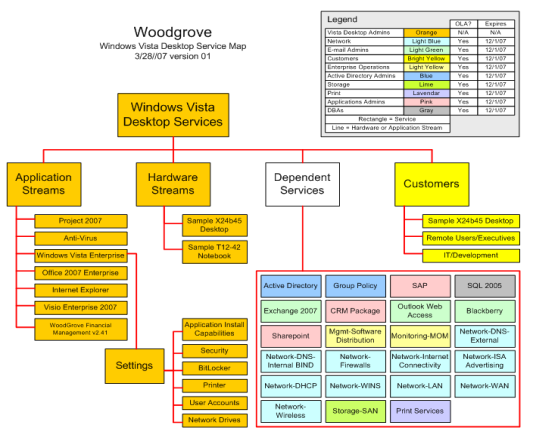 Woodgrove
Windows Vista Desktop Service Map
3/28/07 version 01
Legend
OLA? Expires
Vista Desktop Admins Orange N/A N/A
Network Light Blue Yes 12/1/07
E-mail Admins Light Green Yes 12/1/07
Customers Bright Yellow Yes 12/1/07
Enterprise Operations Light Yellow Yes 12/1/07
Active Directory Admins Blue Yes 12/1/07
Storage Lime Yes 12/1/07
Print Lavendar Yes 12/1/07
Applications Admins Pink Yes 12/1/07
DBAs Gray Yes 12/1/07
Rectangle = Service
Line = Hardware or Application Stream
Windows Vista
Desktop Services
Application
Streams
Hardware
Streams
Dependent
Services
Customers
Project 2007
Anti-Virus
Windows Vista Enterprise
Office 2007 Enterprise
Internet Explorer
Visio Enterprise 2007
WoodGrove Financial
Management v2.41
Settings
Application Install
Capabilities
Security
BitLocker
Printer
User Accounts
Network Drives
Sample X24b45
Desktop
Sample T12-42
Notebook
Sample X24b45 Desktop
Remote Users/Executives
IT/Development
Active Directory
Group Policy
SAP
SQL 2005
Exchange 2007
CRM Package
Outlook Web
Access
Blackberry
Sharepoint
Mgmt-Software
Distribution
Monitoring-MOM
Network-DNS-
External
Network-DNS-
Internal BIND
Network-
Firewalls
Network-Internet
Connectivity
Network-ISA
Advertising
Network-DHCP
Network-WINS
Network-LAN
Network-WAN
Network-
Wireless
Storage-SAN
Print Services